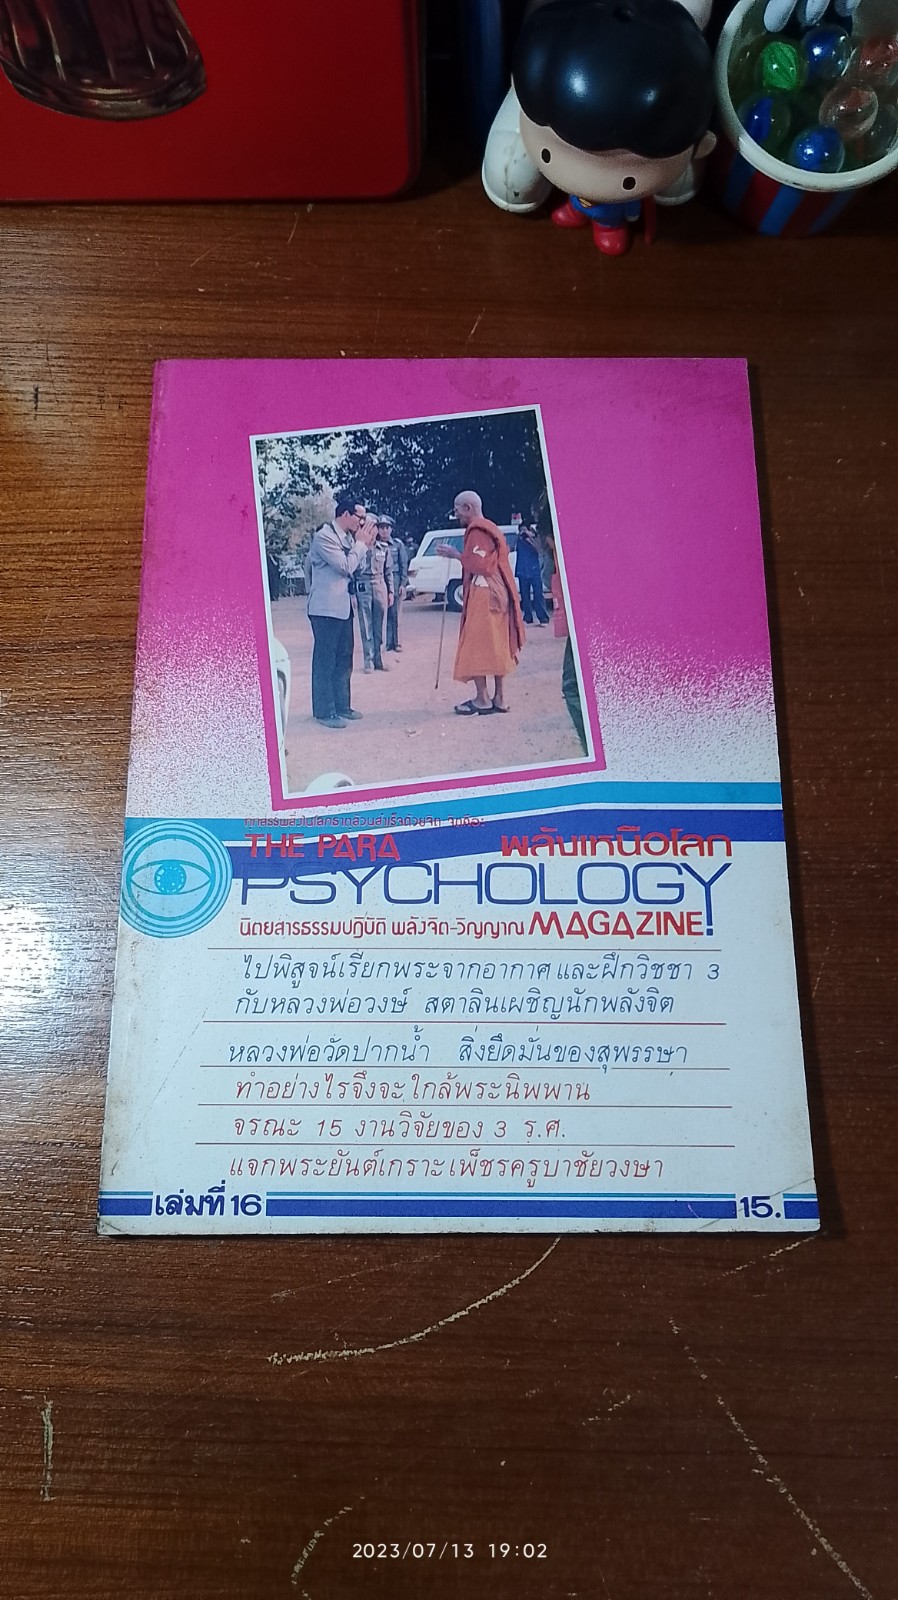 THE PARA พลังเหนือโลก
PSYCHOLOGY
นิตยสารธรรมปฏิบัติ พลังจิต-วิญญาณ MAGAZINE!
ไปพิสูจน์เรียกพระจากอากาศ และฝึกวิชชา 3
กับหลวงพ่อวงษ์ สตาลินเผชิญนักพลังจิต
หลวงพ่อวัดปากน้ำ สิ่งยึดมั่นของสุพรรษา
ทำอย่างไรจึงจะใกล้พระนิพพาน
จรณะ 15 งานวิจัยของ 3 ร.ศ.
แจกพระยันต์เกราะเพ็ชรครูบาชัยวงษา
เล่มที่ 16 15.
2023/07/13 19:02